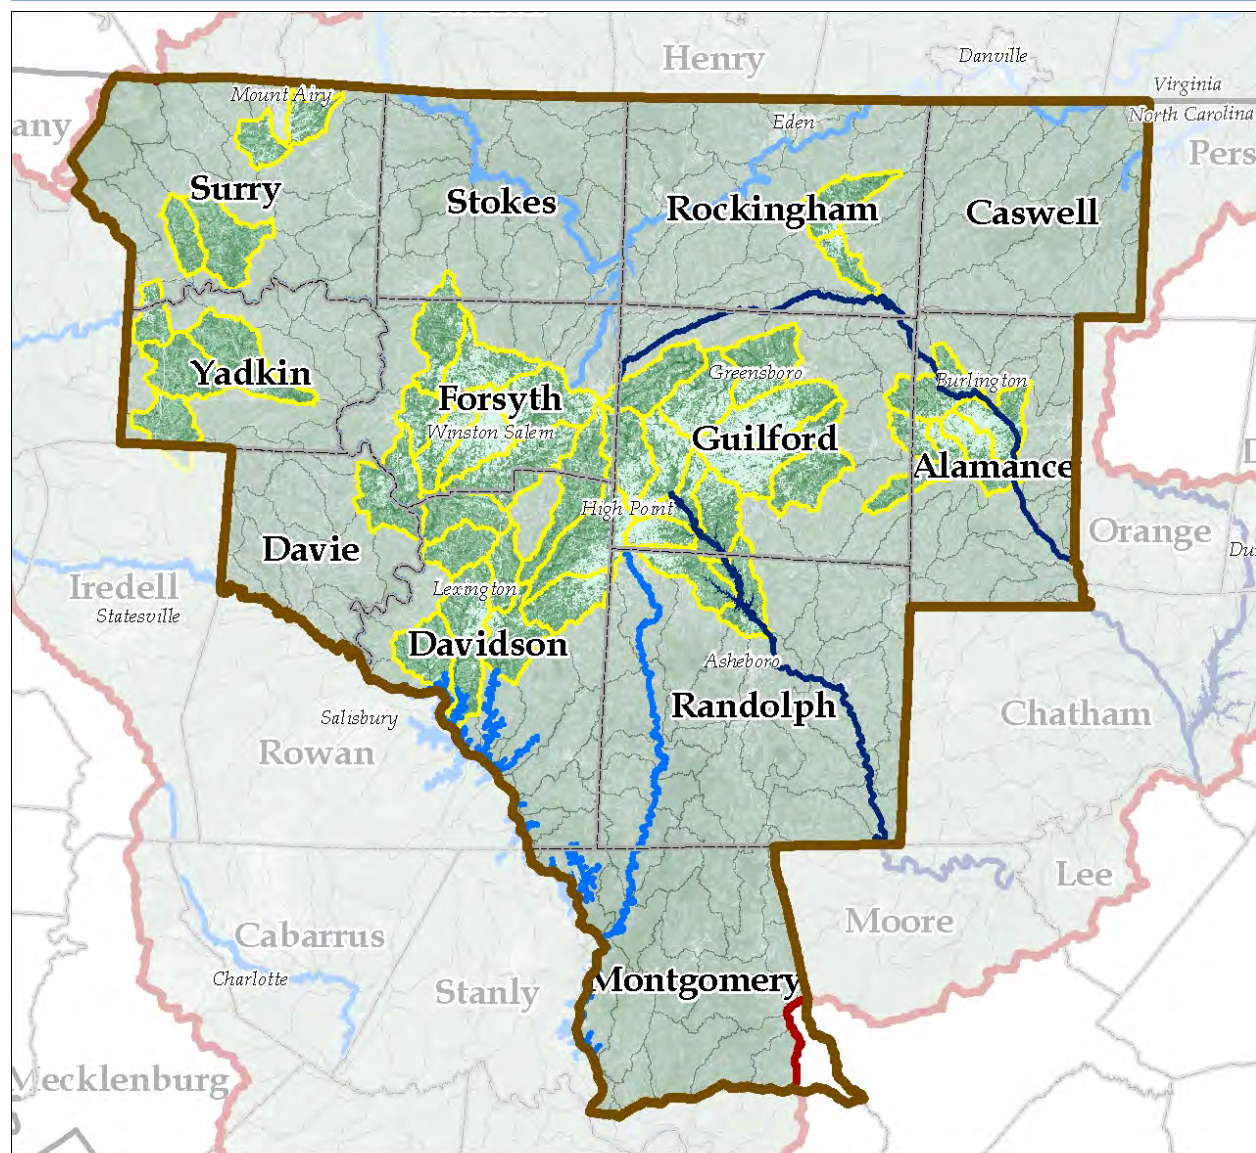 Henry
Danville
Virginia
North Carolina
Mount Airy
Eden
any
Pers
Surry
Stokes
Rockingham
Caswell
Yadkin
Greensboro
Burlington
Forsyth
Winston Salem
Guilford
Alamance
High Point
Orange
Davie
Iredell
Statesville
Lexington
Davidson
Asheboro
Randolph
Salisbury
Rowan
Chatham
Lee
Moore
Cabarrus
Charlotte
Stanly
Montgomery
Mecklenburg